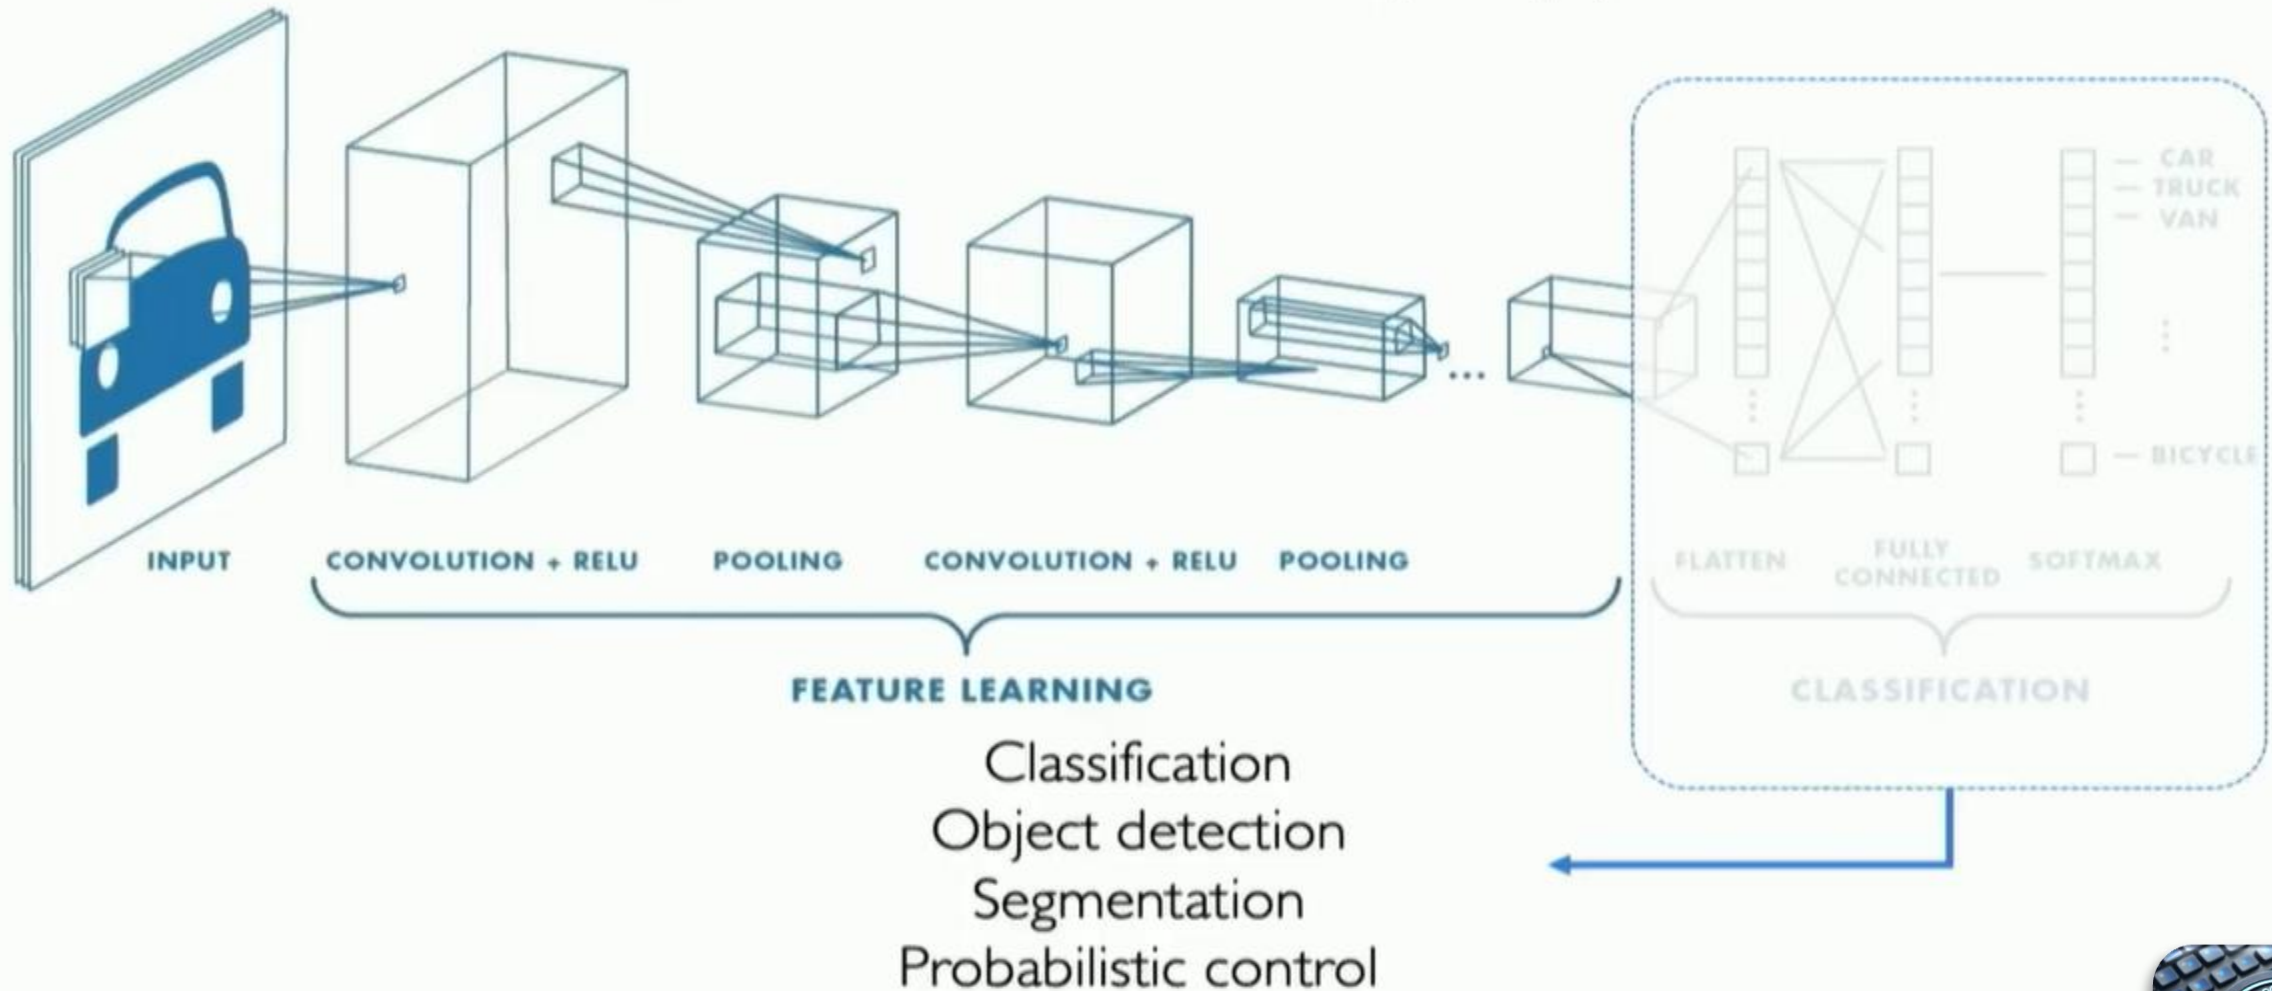 CAR
TRUCK
VAN
BICYCLE
INPUT
CONVOLUTION + RELU
POOLING
CONVOLUTION + RELU
POOLING
FLATTEN
FULLY
CONNECTED
SOFTMAX
FEATURE LEARNING
CLASSIFICATION
Classification
Object detection
Segmentation
Probabilistic control